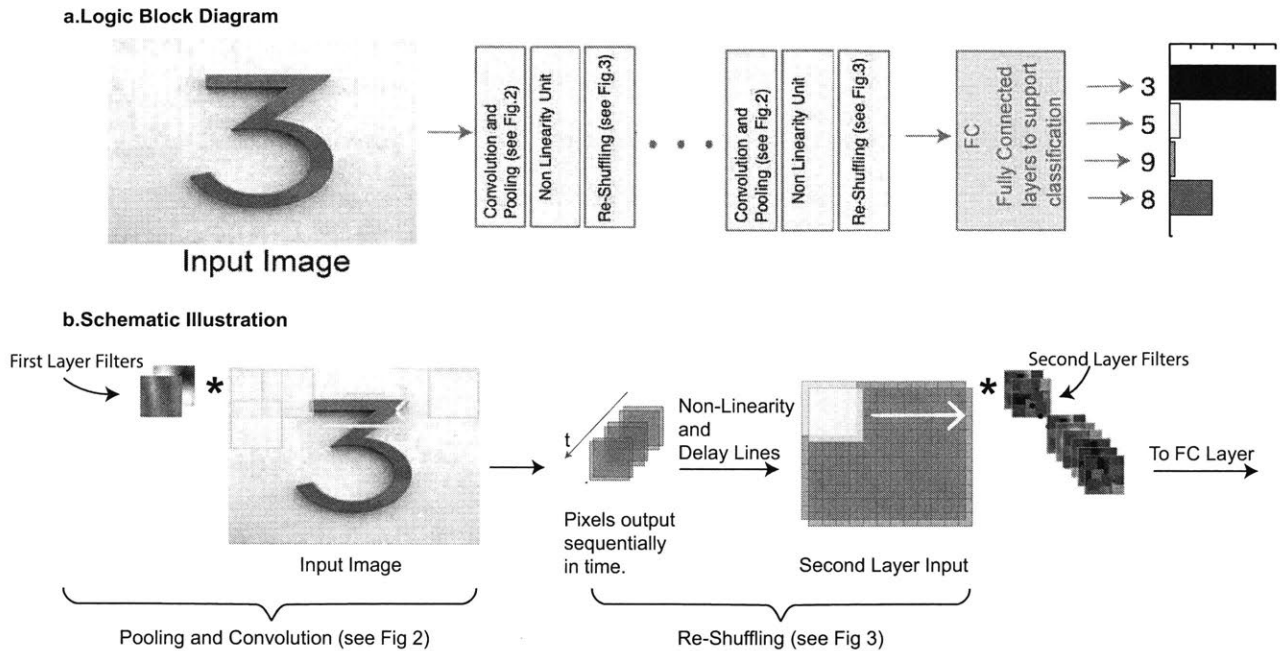 a.Logic Block Diagram
3
Input Image
Convolution and
Pooling (see Fig.2)
Non Linearity Unit
Re-Shuffling (see Fig.3)
Convolution and
Pooling (see Fig.2)
Non Linearity Unit
Re-Shuffling (see Fig.3)
FC
Fully Connected
layers to support
classification
3
5
9
8
b.Schematic Illustration
First Layer Filters
*
3
Input Image
t
Pixels output
sequentially
in time.
Non-Linearity
and
Delay Lines
Second Layer Input
*
Second Layer Filters
To FC Layer
Pooling and Convolution (see Fig 2)
Re-Shuffling (see Fig 3)